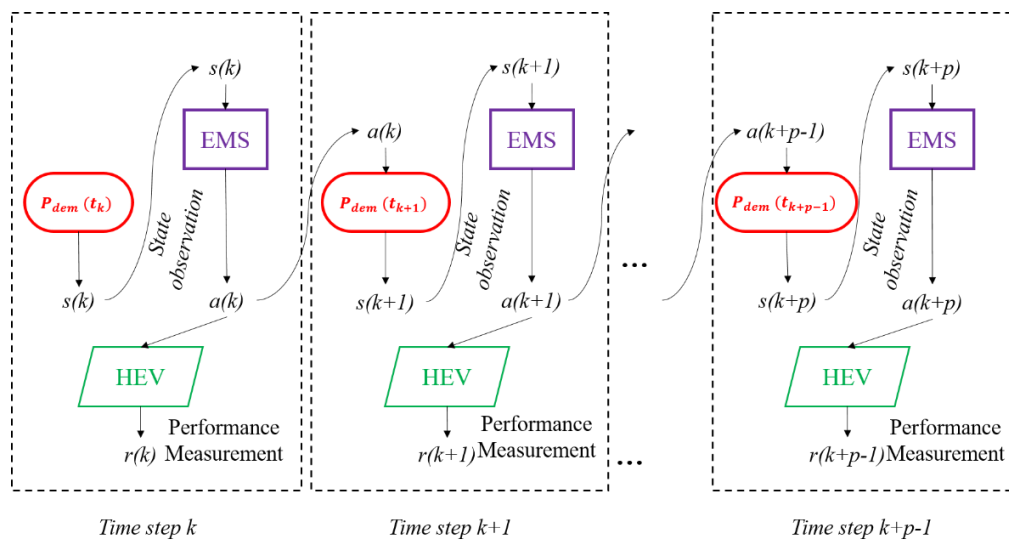 s(k)
EMS
P_dem (t_k)
State
observation
s(k)
a(k)
HEV
Performance
Measurement
r(k)
Time step k
s(k+1)
a(k)
EMS
P_dem (t_{k+1})
State
observation
s(k+1)
a(k+1)
HEV
Performance
Measurement
r(k+1)
Time step k+1
...
...
s(k+p)
a(k+p-1)
EMS
P_dem (t_{k+p-1})
State
observation
s(k+p)
a(k+p)
HEV
Performance
Measurement
r(k+p-1)
Time step k+p-1